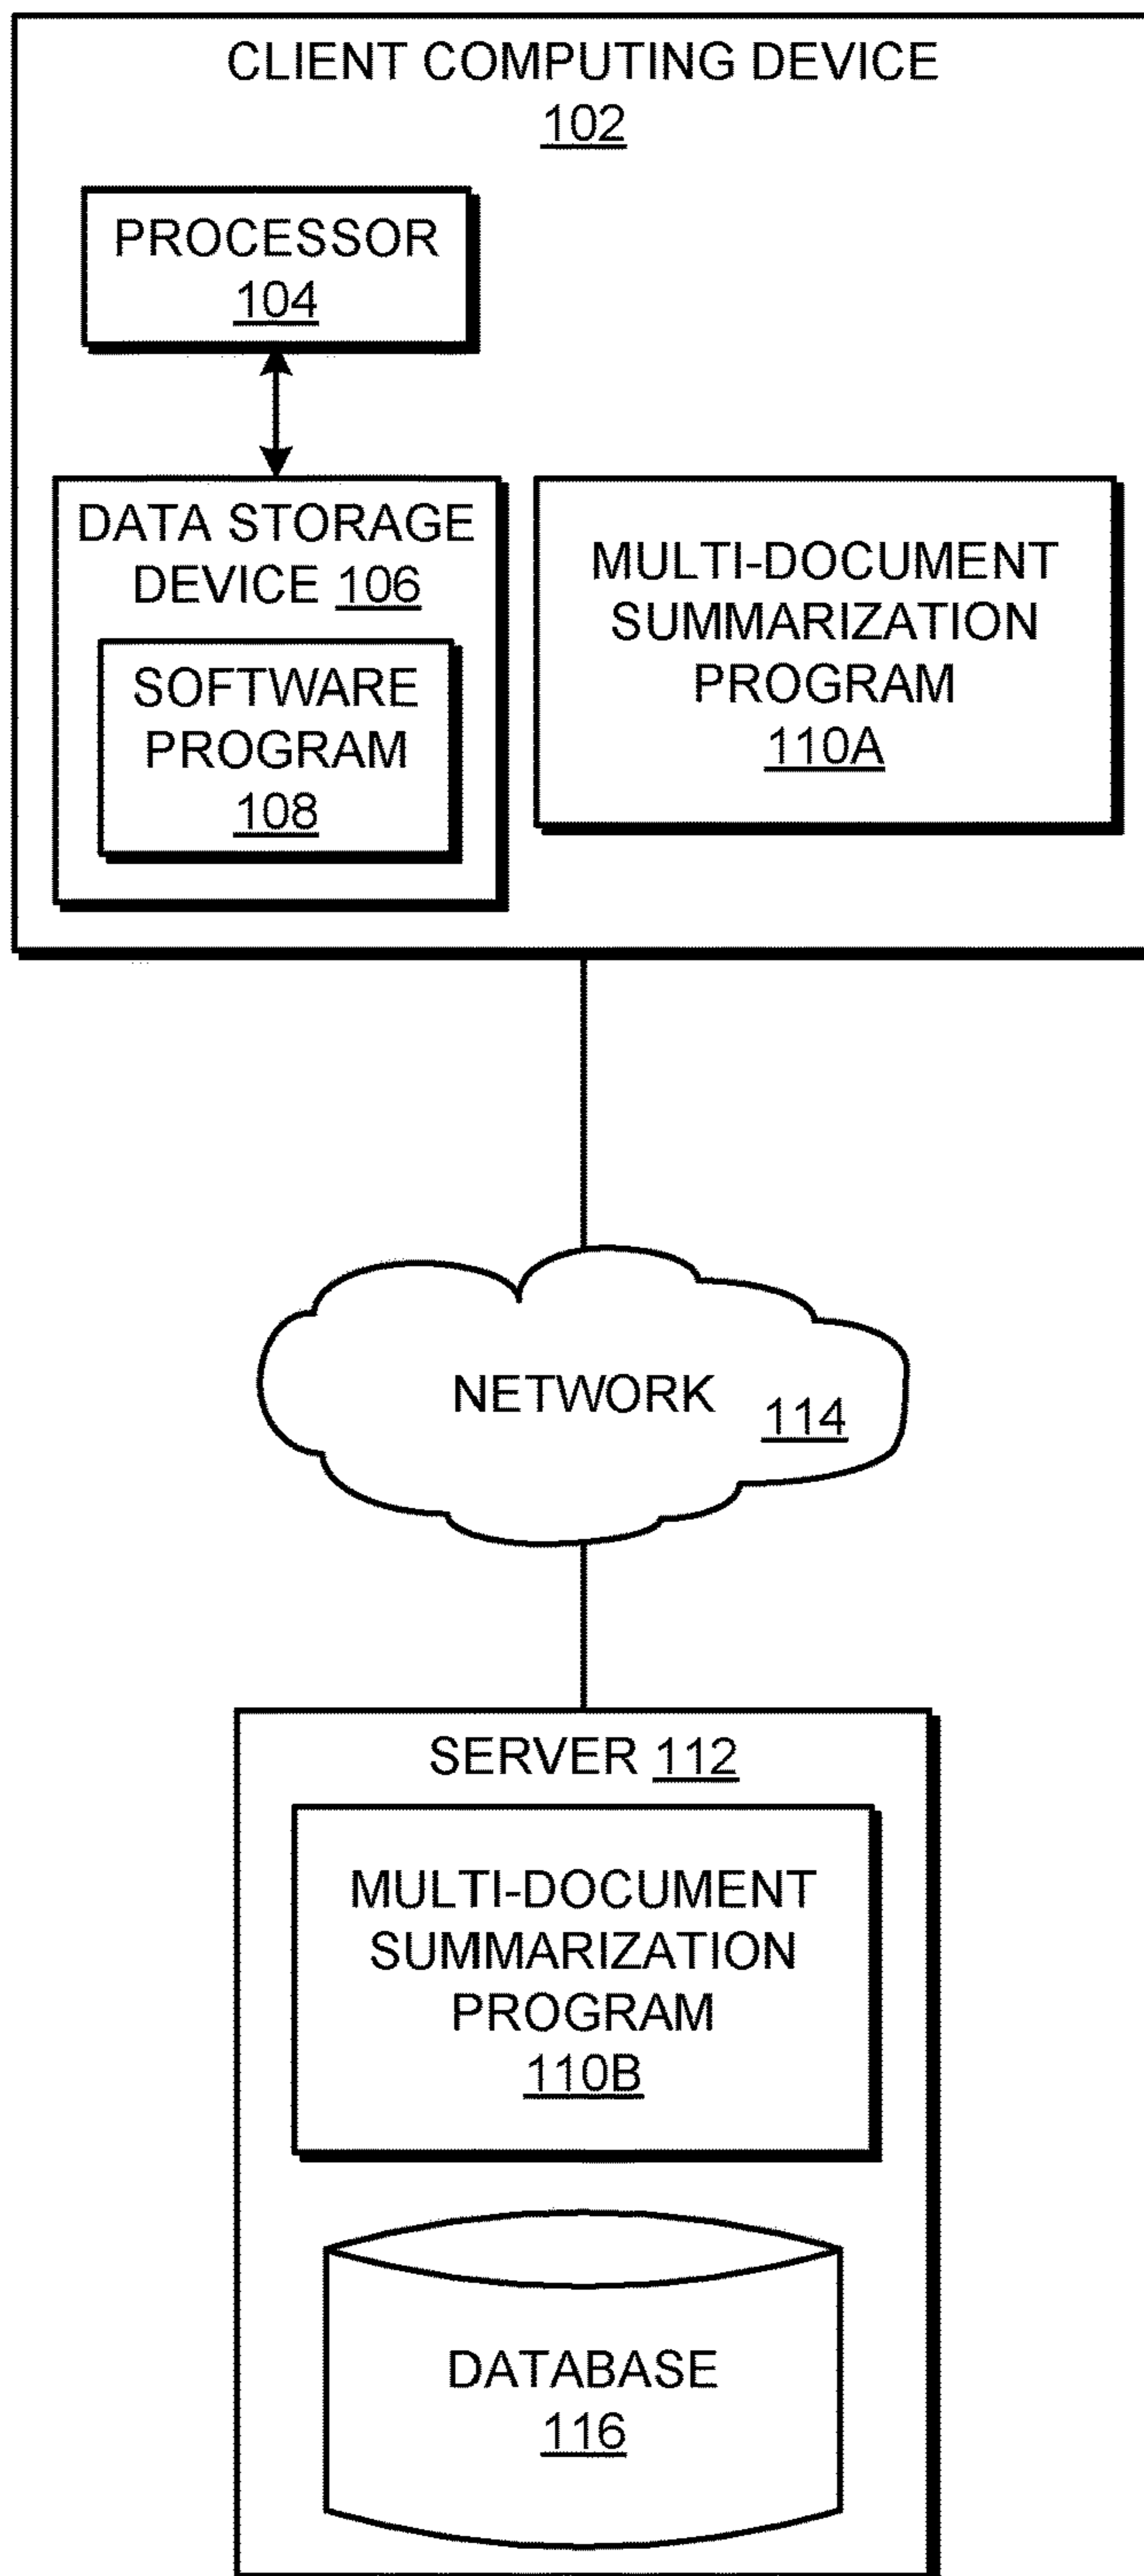 CLIENT COMPUTING DEVICE
102
PROCESSOR
104
DATA STORAGE
DEVICE 106
SOFTWARE
PROGRAM
108
MULTI-DOCUMENT
SUMMARIZATION
PROGRAM
110A
NETWORK 114
SERVER 112
MULTI-DOCUMENT
SUMMARIZATION
PROGRAM
110B
DATABASE
116